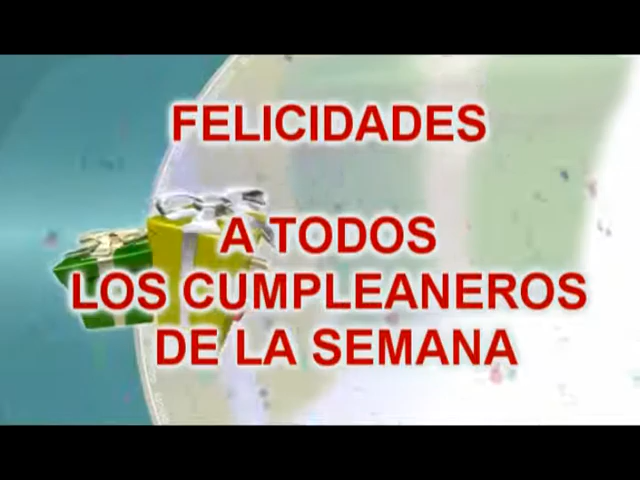 FELICIDADES
A TODOS
LOS CUMPLEANEROS
DE LA SEMANA